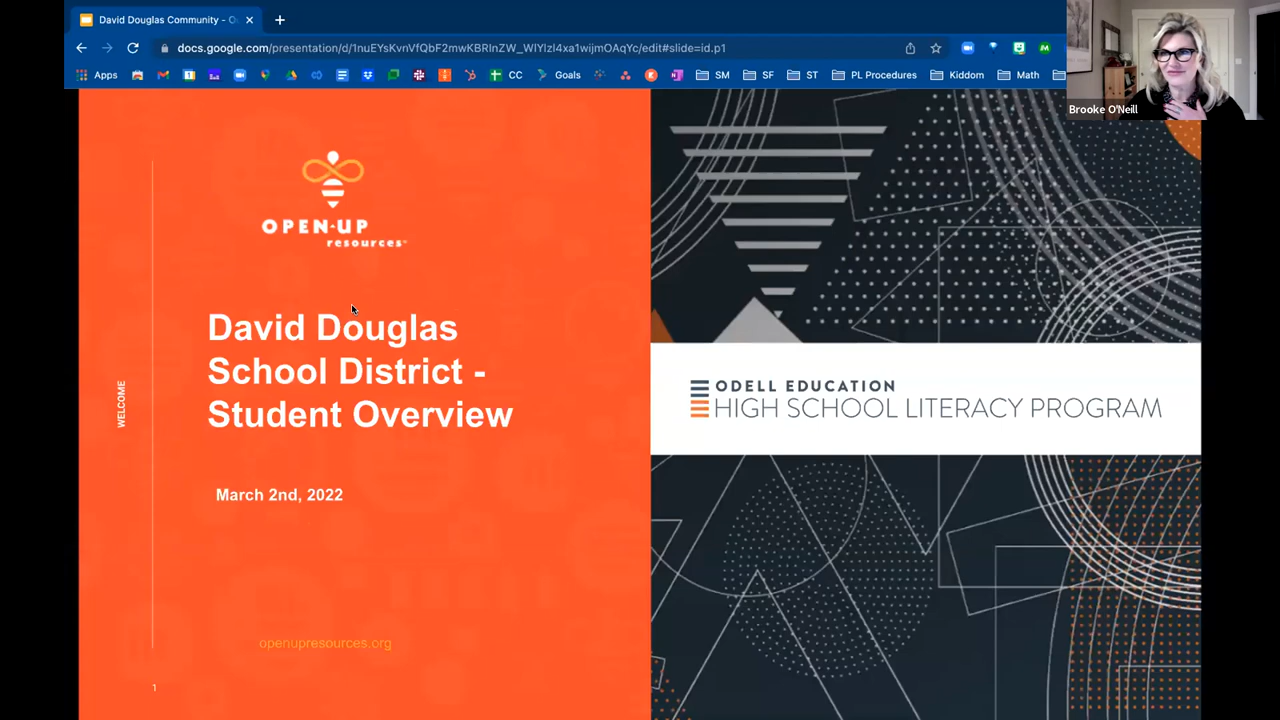 David Douglas Community - O
docs.google.com/presentation/d/1nuEYsKvnVfQbF2mwKBRInZW_WIYlzl4xa1wijmOAqYc/edit#slide=id.p1
Apps
CC
Goals
SM
SF
ST
PL Procedures
Kiddom
Math
Brooke O'Neill
OPEN-UP
resources
WELCOME
David Douglas
School District -
Student Overview
March 2nd, 2022
openupresources.org
1
ODELL EDUCATION
HIGH SCHOOL LITERACY PROGRAM